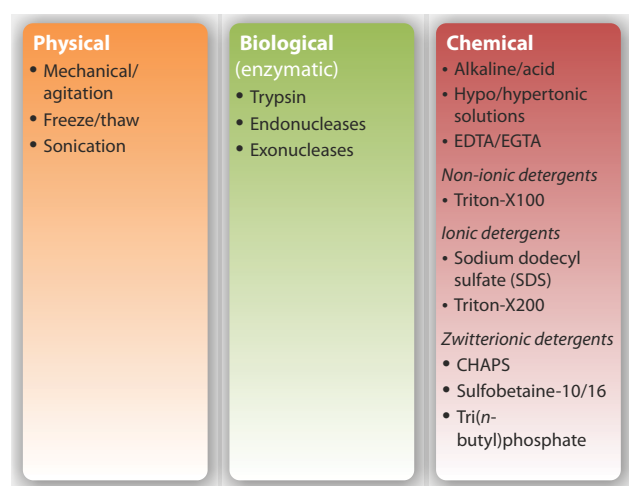 Physical
• Mechanical/
agitation
• Freeze/thaw
• Sonication
Biological
(enzymatic)
• Trypsin
• Endonucleases
• Exonucleases
Chemical
• Alkaline/acid
• Hypo/hypertonic
solutions
• EDTA/EGTA
Non-ionic detergents
• Triton-X100
Ionic detergents
• Sodium dodecyl
sulfate (SDS)
• Triton-X200
Zwitterionic detergents
• CHAPS
• Sulfobetaine-10/16
• Tri(n-
butyl)phosphate